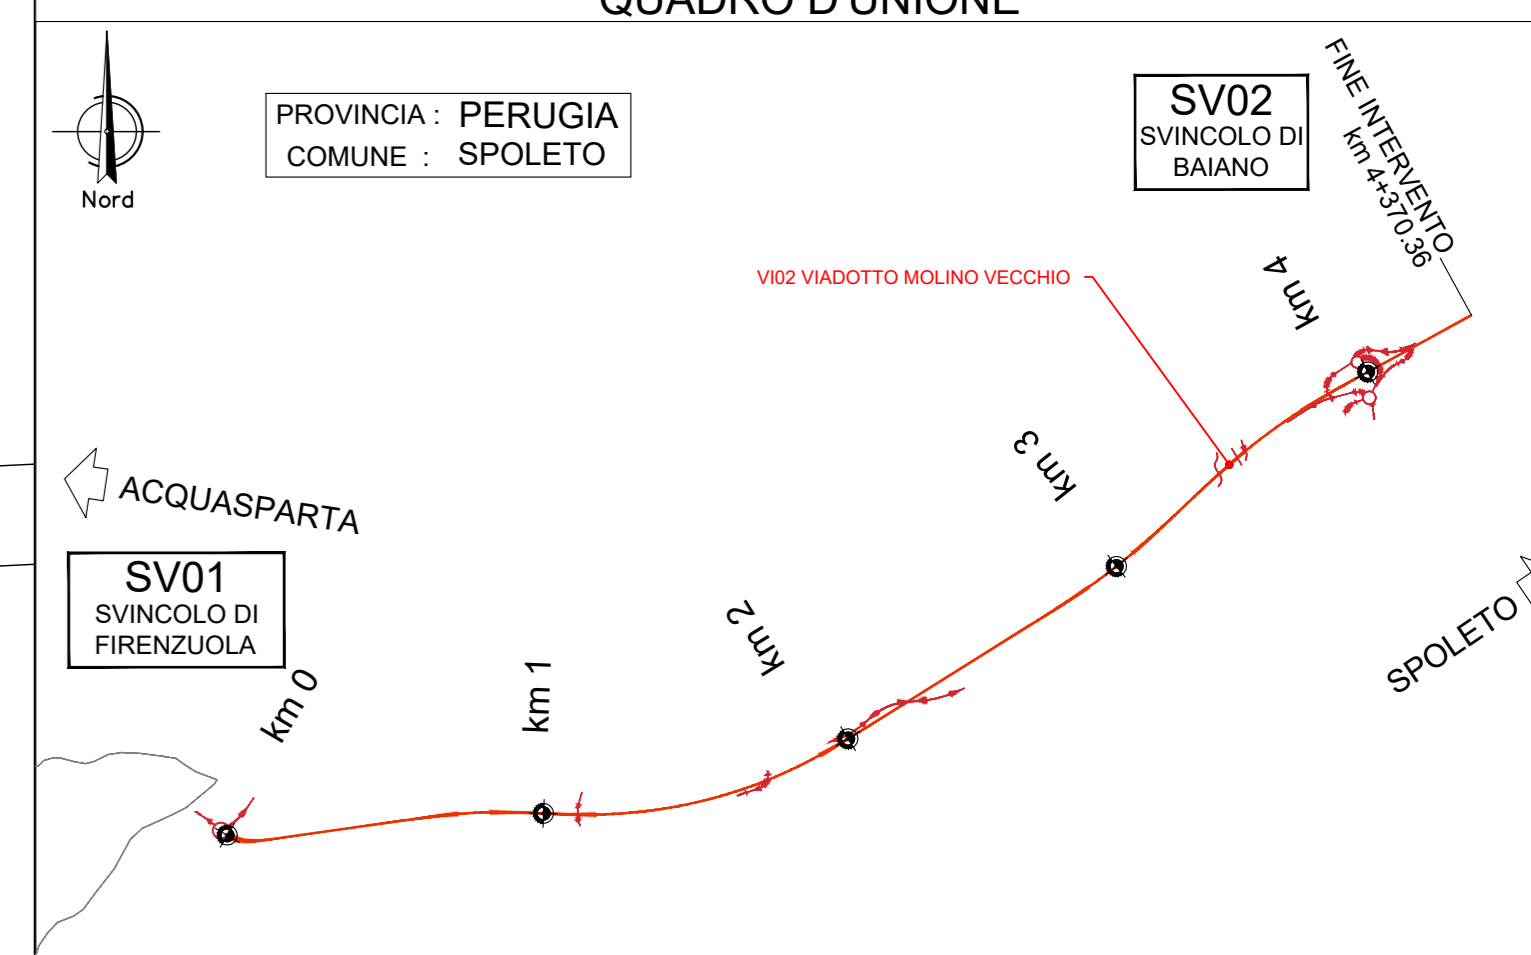 QUADRO D'UNIONE
Nord
PROVINCIA : PERUGIA
COMUNE : SPOLETO
SV02
SVINCOLO DI
BAIANO
FINE INTERVENTO
km 4+370.36
VI02 VIADOTTO MOLINO VECCHIO
km 4
km 3
ACQUASPARTA
SV01
SVINCOLO DI
FIRENZUOLA
km 0
km 1
km 2
SPOLETO